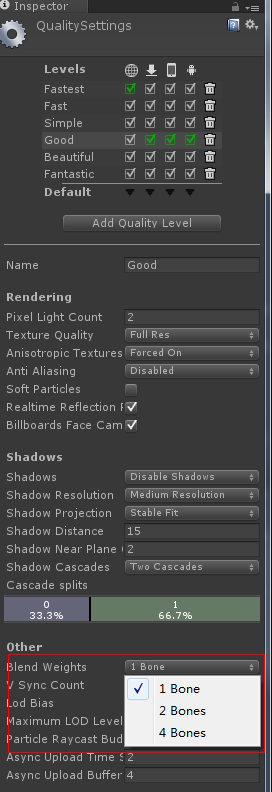 Inspector
QualitySettings
Levels
Fastest
Fast
Simple
Good
Beautiful
Fantastic
Default
Add Quality Level
Name Good
Rendering
Pixel Light Count 2
Texture Quality Full Res
Anisotropic Textures Forced On
Anti Aliasing Disabled
Soft Particles
Realtime Reflection P
Billboards Face Cam
Shadows
Shadows Disable Shadows
Shadow Resolution Medium Resolution
Shadow Projection Stable Fit
Shadow Distance 15
Shadow Near Plane 2
Shadow Cascades Two Cascades
Cascade splits
0 1
33.3% 66.7%
Other
Blend Weights 1 Bone
V Sync Count
1 Bone
Lod Bias
2 Bones
Maximum LOD Level
4 Bones
Particle Raycast Bud
Async Upload Time S 2
Async Upload Buffer 4